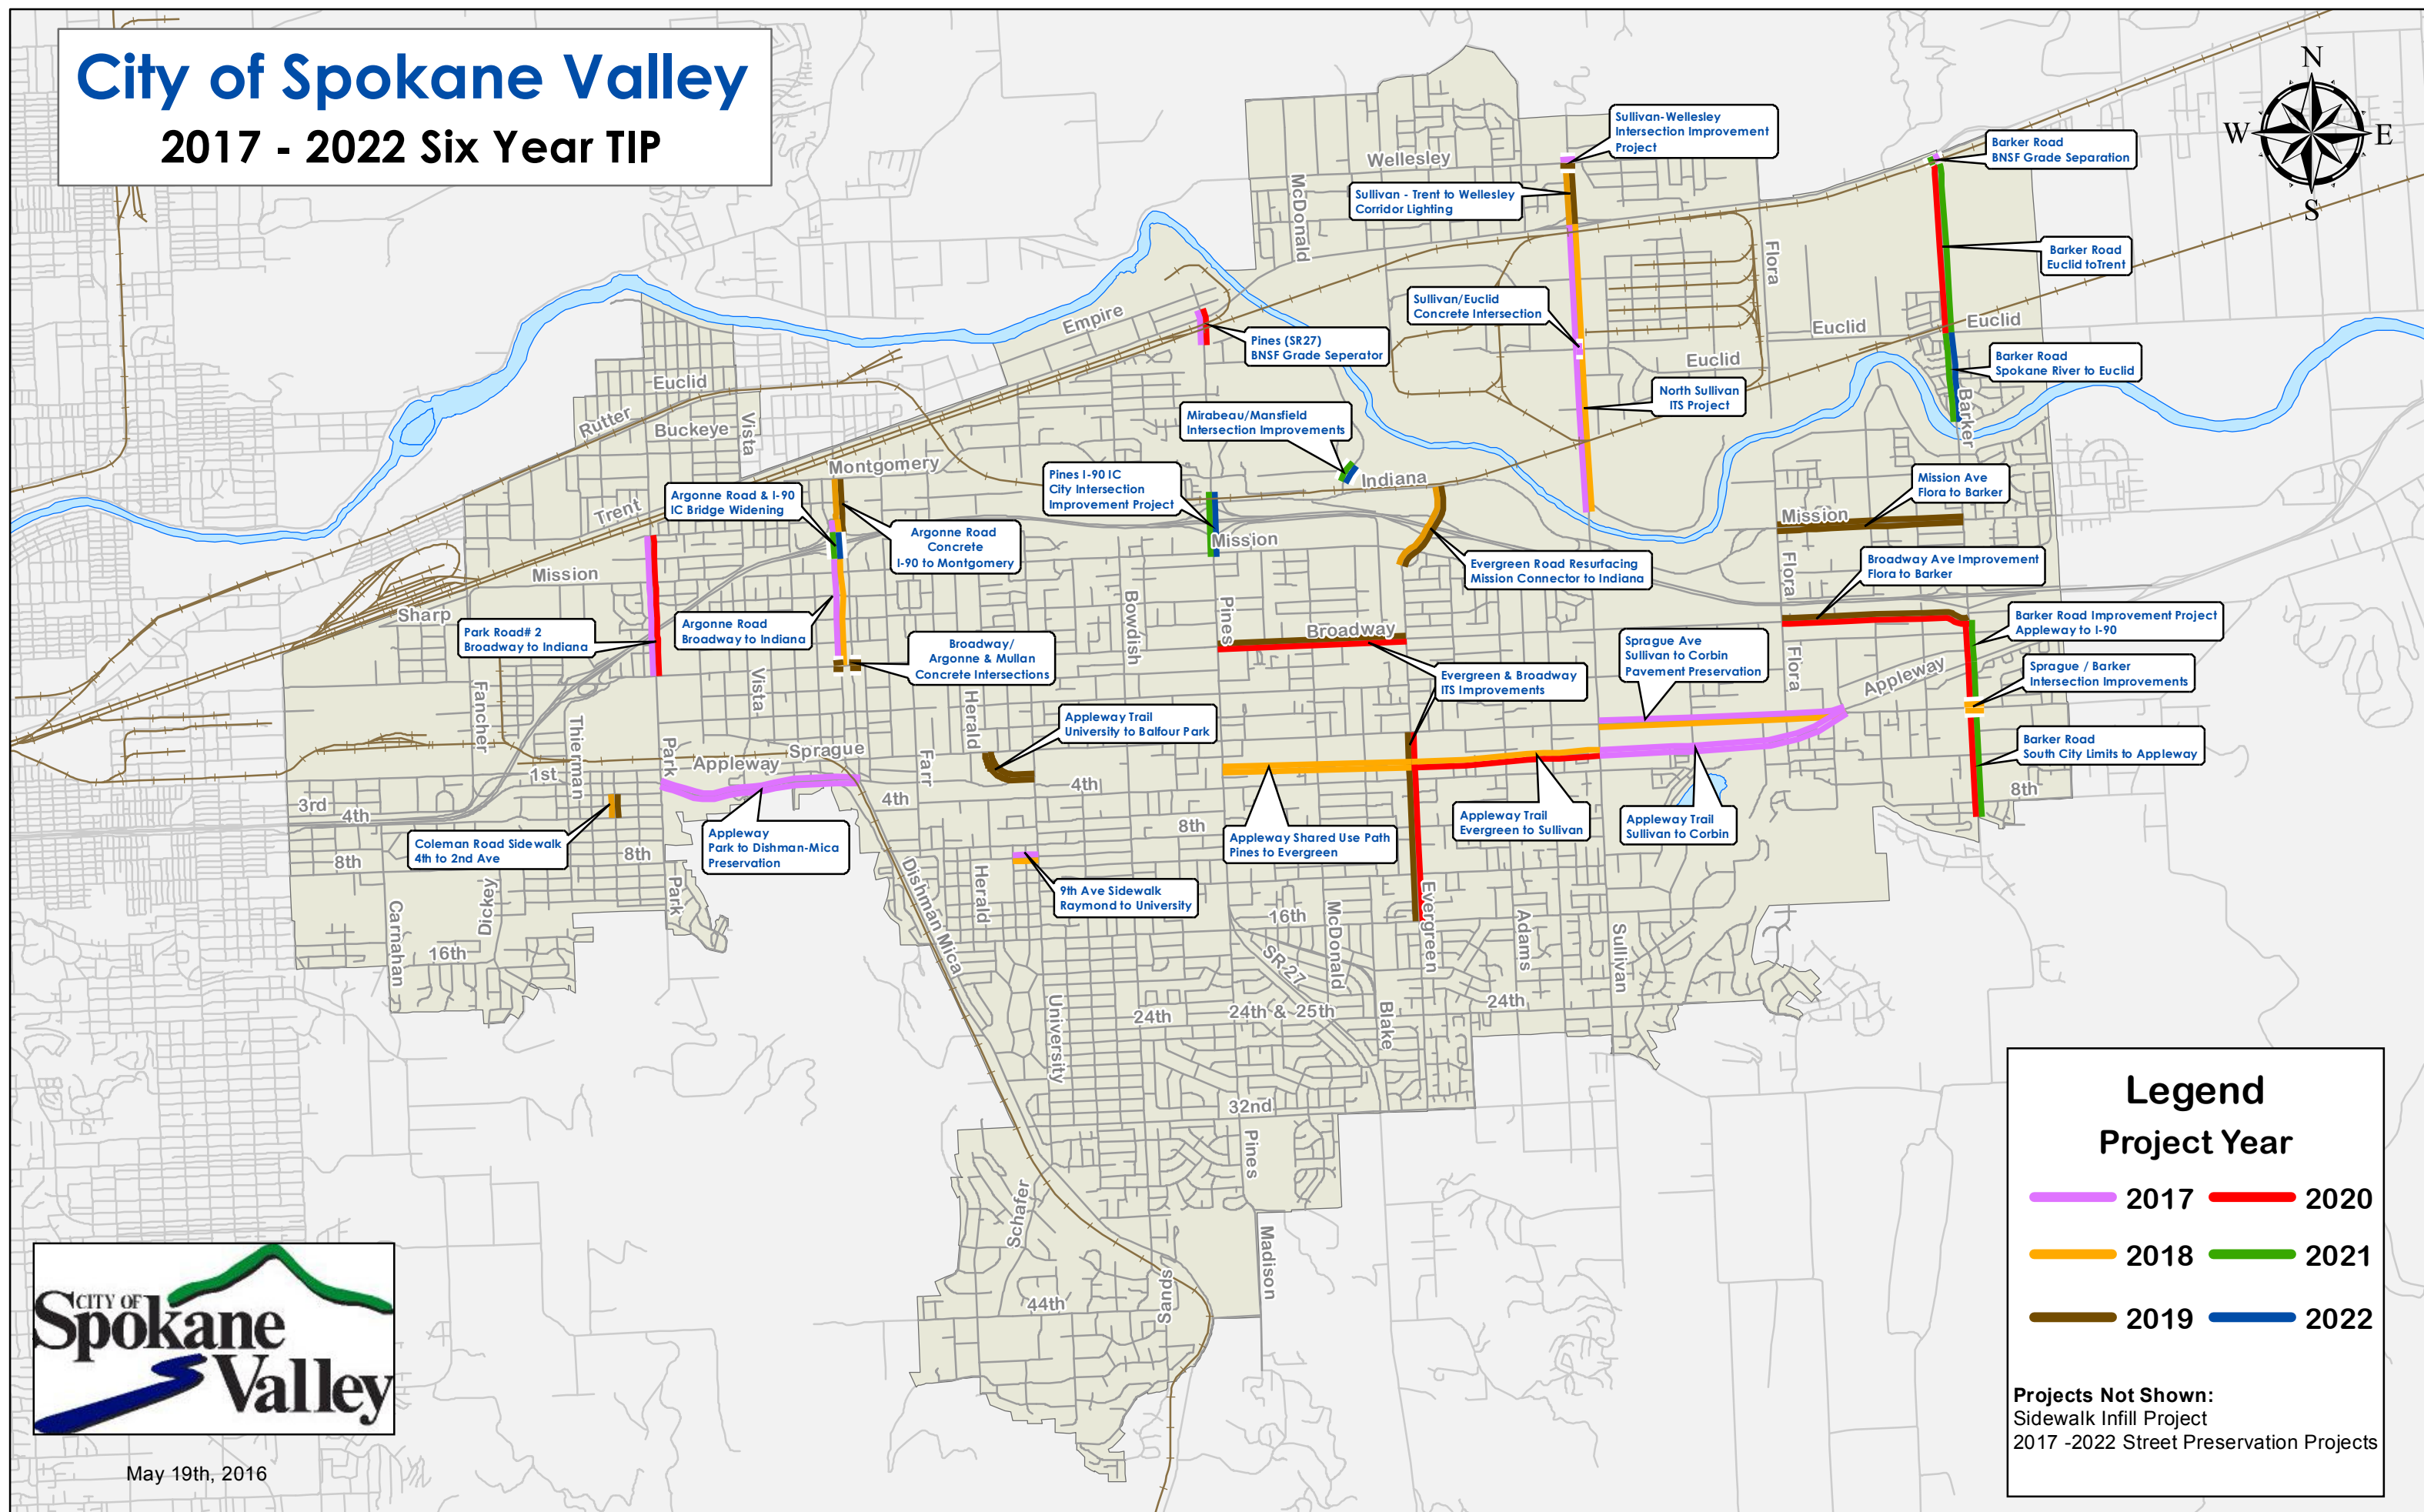 City of Spokane Valley
2017 - 2022 Six Year TIP
N
W
E
S
Sullivan-Wellesley
Intersection Improvement
Project
Barker Road
BNSF Grade Separation
Wellesley
McDonald
Sullivan - Trent to Wellesley
Corridor Lighting
Flora
Barker Road
Euclid toTrent
Sullivan/Euclid
Concrete Intersection
Empire
Euclid
Euclid
Pines (SR27)
BNSF Grade Seperator
Euclid
Barker Road
Spokane River to Euclid
Euclid
Rutter
Buckeye
Vista
North Sullivan
ITS Project
Barker
Mirabeau/Mansfield
Intersection Improvements
Montgomery
Indiana
Pines I-90 IC
City Intersection
Improvement Project
Mission Ave
Flora to Barker
Argonne Road & I-90
IC Bridge Widening
Trent
Mission
Argonne Road
Concrete
I-90 to Montgomery
Mission
Broadway Ave Improvement
Flora to Barker
Evergreen Road Resurfacing
Mission Connector to Indiana
Flora
Mission
Sharp
Pines
Bowdish
Park Road# 2
Broadway to Indiana
Argonne Road
Broadway to Indiana
Broadway
Barker Road Improvement Project
Appleway to I-90
Broadway/
Argonne & Mullan
Concrete Intersections
Sprague Ave
Sullivan to Corbin
Pavement Preservation
Flora
Appleway
Sprague / Barker
Intersection Improvements
Evergreen & Broadway
ITS Improvements
Vista
Herald
Fancher
Thierman
Appleway Trail
University to Balfour Park
Park
Sprague
Farr
Appleway
Barker Road
South City Limits to Appleway
1st
4th
8th
3rd
4th
4th
Appleway Trail
Evergreen to Sullivan
Appleway Trail
Sullivan to Corbin
8th
Appleway Shared Use Path
Pines to Evergreen
Coleman Road Sidewalk
4th to 2nd Ave
Appleway
Park to Dishman-Mica
Preservation
8th
8th
9th Ave Sidewalk
Raymond to University
Park
Dishman Mica
Herald
Evergreen
Carnahan
Dickey
16th
16th
McDonald
SR 27
Adams
Sullivan
University
24th
24th & 25th
Blake
24th
32nd
Pines
Schafer
Madison
Sands
44th
Legend
Project Year
2017
2020
2018
2021
2019
2022
Projects Not Shown:
Sidewalk Infill Project
2017 -2022 Street Preservation Projects
CITY OF
Spokane
Valley
May 19th, 2016